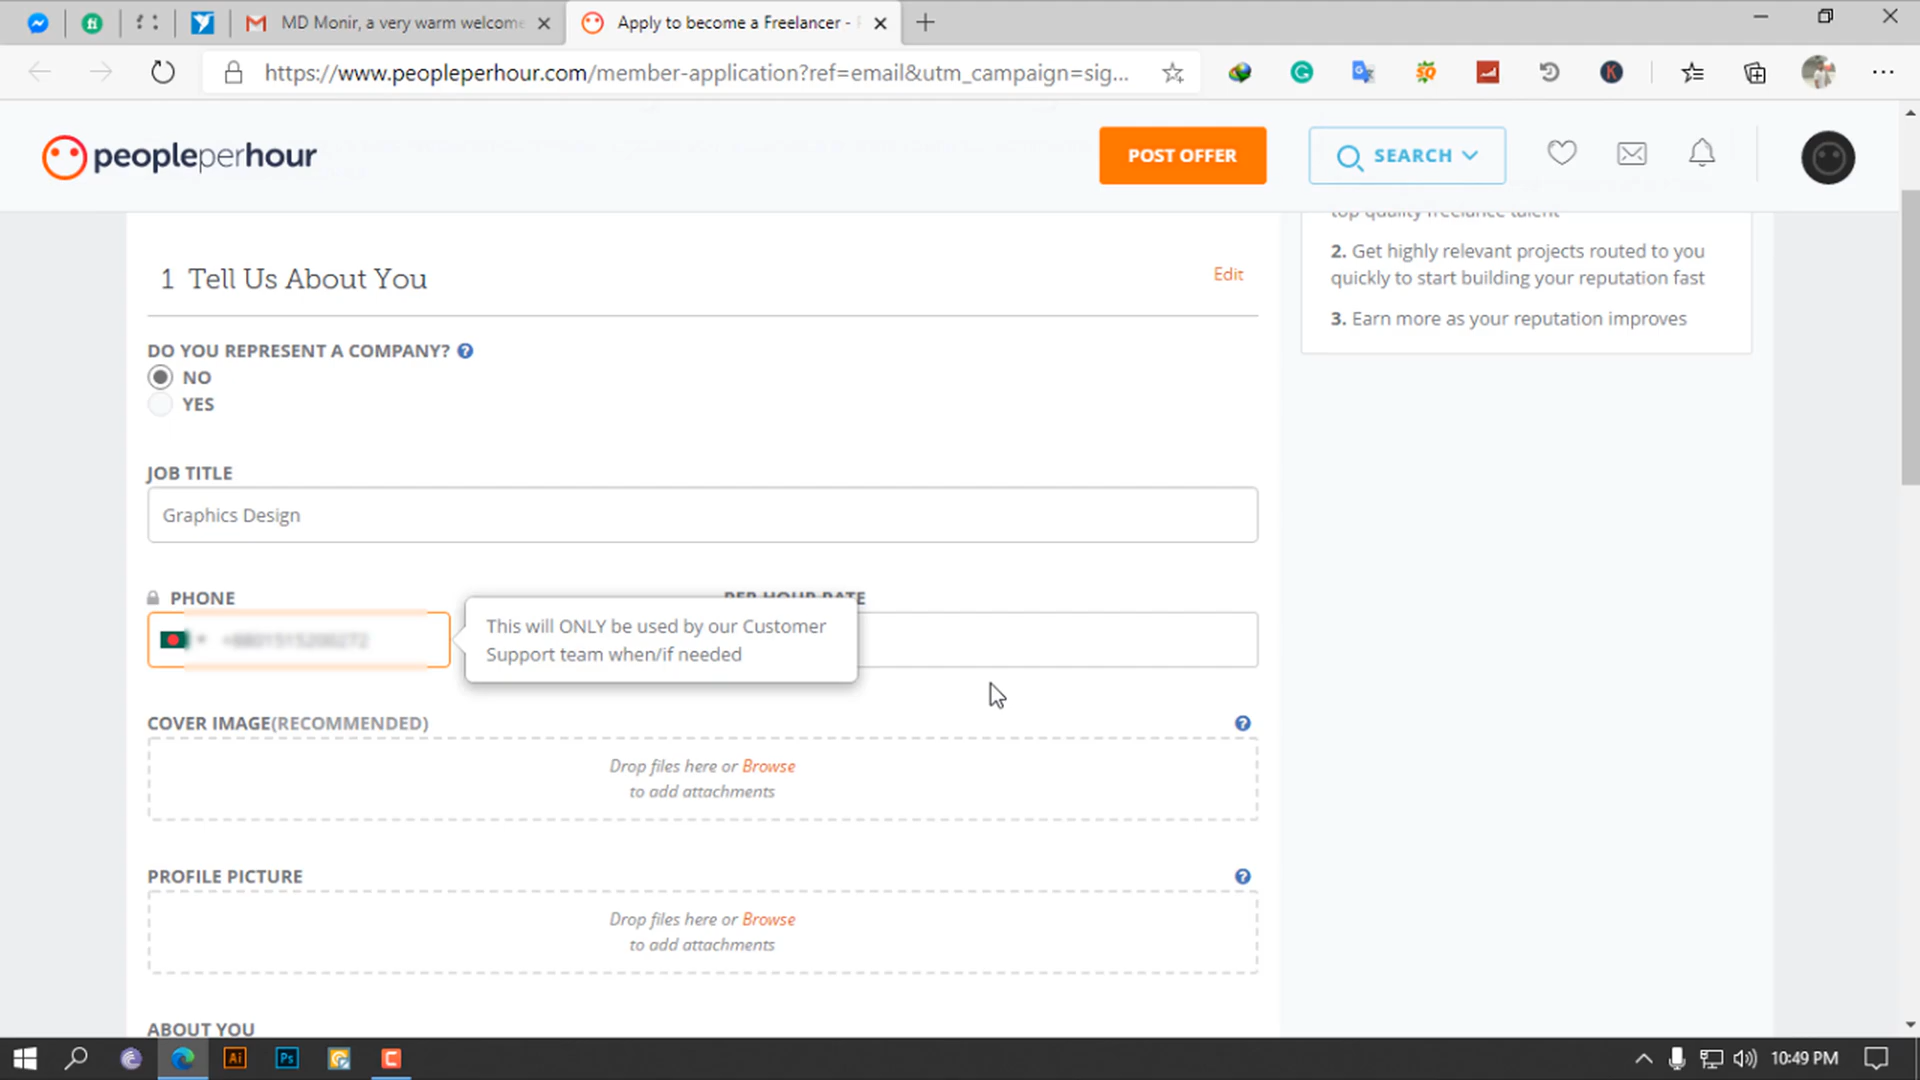 MD Monir, a very warm welcome
Apply to become a Freelancer -
https://www.peopleperhour.com/member-application?ref=email&utm_campaign=sig...
peopleperhour
POST OFFER
SEARCH
top quality freelance talent
2. Get highly relevant projects routed to you
quickly to start building your reputation fast
3. Earn more as your reputation improves
1 Tell Us About You
Edit
DO YOU REPRESENT A COMPANY?
NO
YES
JOB TITLE
Graphics Design
PHONE
PER HOUR RATE
This will ONLY be used by our Customer
Support team when/if needed
COVER IMAGE(RECOMMENDED)
Drop files here or Browse
to add attachments
PROFILE PICTURE
Drop files here or Browse
to add attachments
ABOUT YOU
10:49 PM